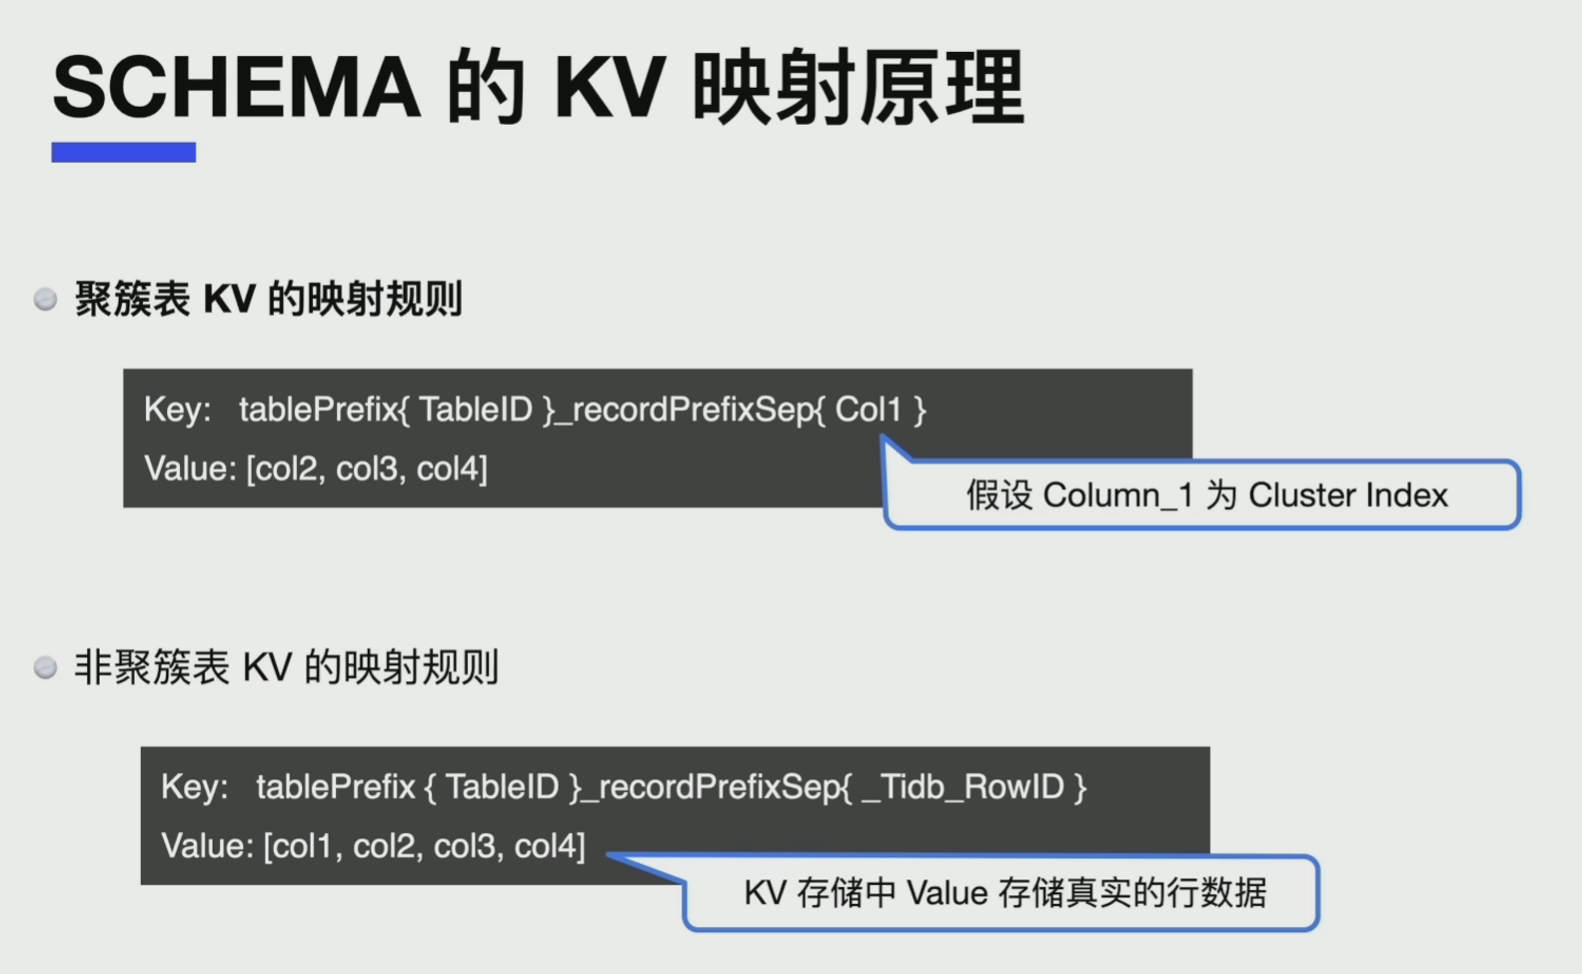 SCHEMA 的 KV 映射原理
聚簇表 KV 的映射规则
Key: tablePrefix{ TableID }_recordPrefixSep{ Col1 }
Value: [col2, col3, col4]
假设 Column_1 为 Cluster Index
非聚簇表 KV 的映射规则
Key: tablePrefix { TableID }_recordPrefixSep{ _Tidb_RowID }
Value: [col1, col2, col3, col4]
KV 存储中 Value 存储真实的行数据